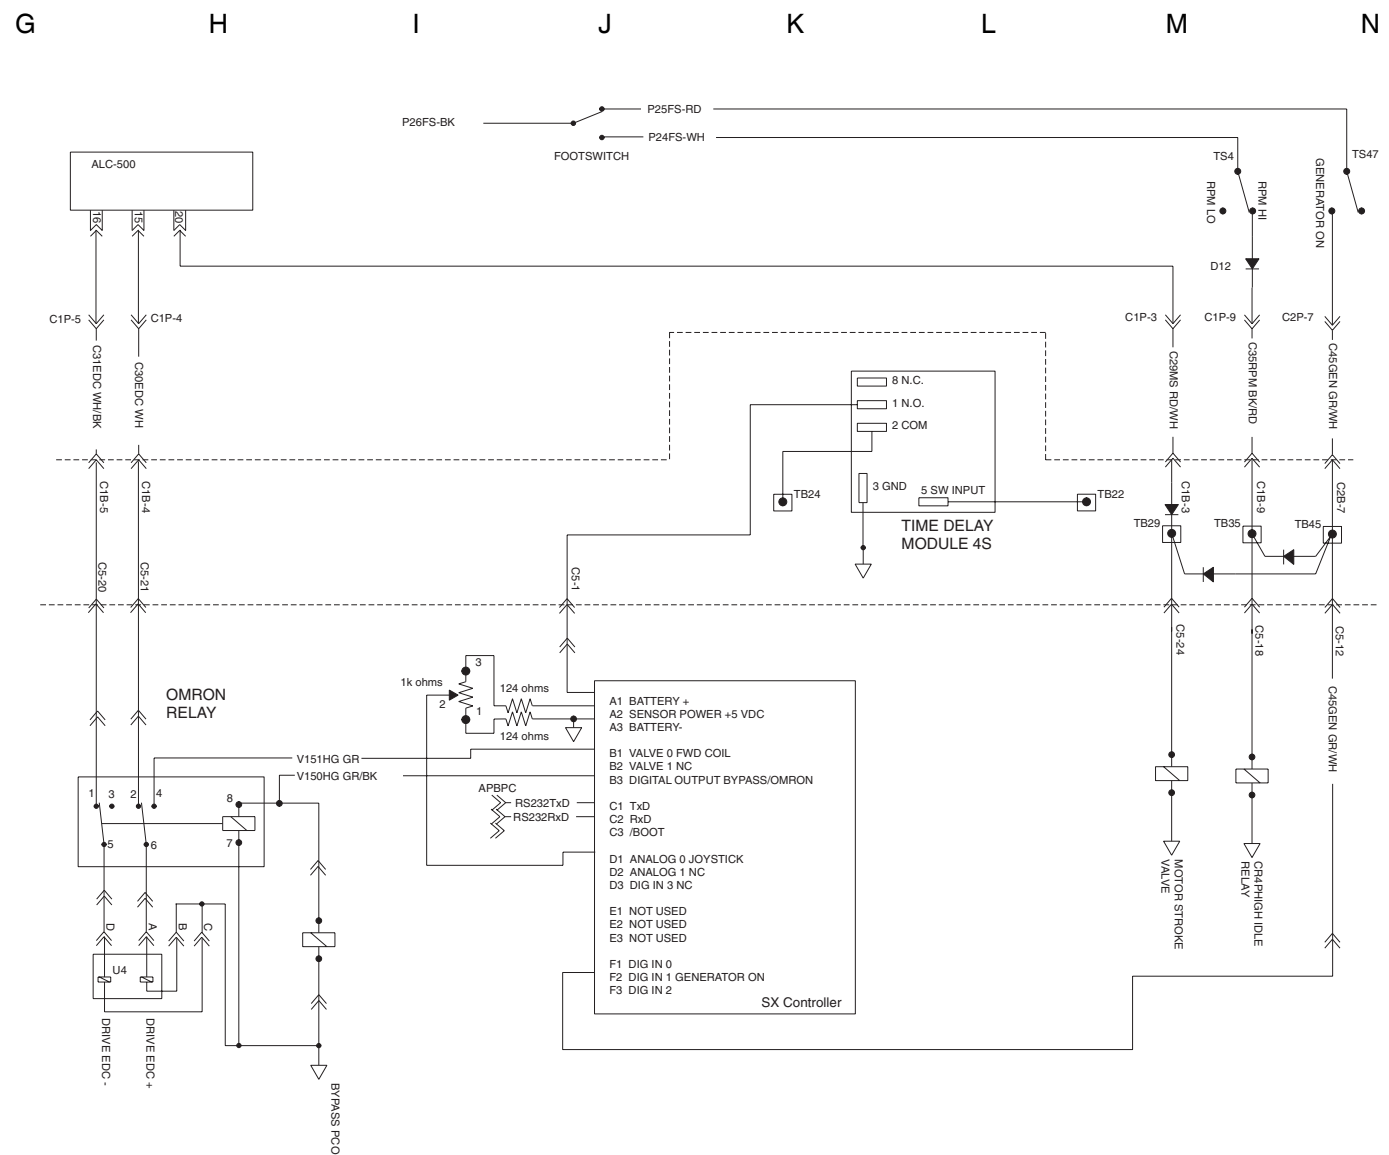 G H I J K L M N
P26FS-BK
P25FS-RD
P24FS-WH
FOOTSWITCH
ALC-500
16
15
20
TS4
TS47
RPM LO
RPM HI
GENERATOR ON
D12
C1P-5
C1P-4
C1P-3
C1P-9
C2P-7
C31EDC WH/BK
C30EDC WH
C29MS RD/WH
C35RPM BK/RD
C45GEN GR/WH
8 N.C.
1 N.O.
2 COM
3 GND
5 SW INPUT
TB24
TB22
TIME DELAY
MODULE 4S
C1B-5
C1B-4
C1B-3
C1B-9
C2B-7
TB29
TB35
TB45
C5-20
C5-21
C5-1
C5-24
C5-18
C5-12
C45GEN GR/WH
OMRON
RELAY
1k ohms
3
2
1
124 ohms
124 ohms
V151HG GR
V150HG GR/BK
APBPC
RS232TxD
RS232RxD
1
3
2
4
8
5
6
7
A1 BATTERY +
A2 SENSOR POWER +5 VDC
A3 BATTERY-
B1 VALVE 0 FWD COIL
B2 VALVE 1 NC
B3 DIGITAL OUTPUT BYPASS/OMRON
C1 TxD
C2 RxD
C3 /BOOT
D1 ANALOG 0 JOYSTICK
D2 ANALOG 1 NC
D3 DIG IN 3 NC
E1 NOT USED
E2 NOT USED
E3 NOT USED
F1 DIG IN 0
F2 DIG IN 1 GENERATOR ON
F3 DIG IN 2
SX Controller
D
A
B
C
U4
DRIVE EDC -
DRIVE EDC +
BYPASS PCO
MOTOR STROKE
VALVE
CR4PHIGH IDLE
RELAY